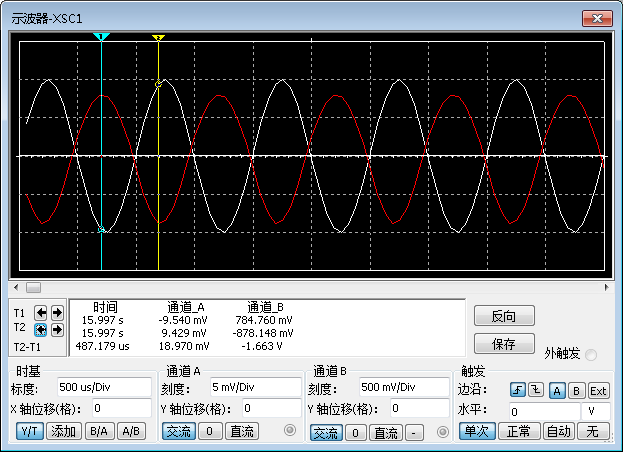 示波器-XSC1
1 2
时间 通道_A 通道_B
T1 15.997 s -9.540 mV 784.760 mV
T2 15.997 s 9.429 mV -878.148 mV
T2-T1 487.179 us 18.970 mV -1.663 V
反向
保存
外触发
时基 通道 A 通道 B 触发
标度: 500 us/Div 刻度: 5 mV/Div 刻度: 500 mV/Div 边沿: A B Ext
X 轴位移(格): 0 Y 轴位移(格): 0 Y 轴位移(格): 0 水平: 0 V
Y/T 添加 B/A A/B 交流 0 直流 交流 0 直流 - 单次 正常 自动 无